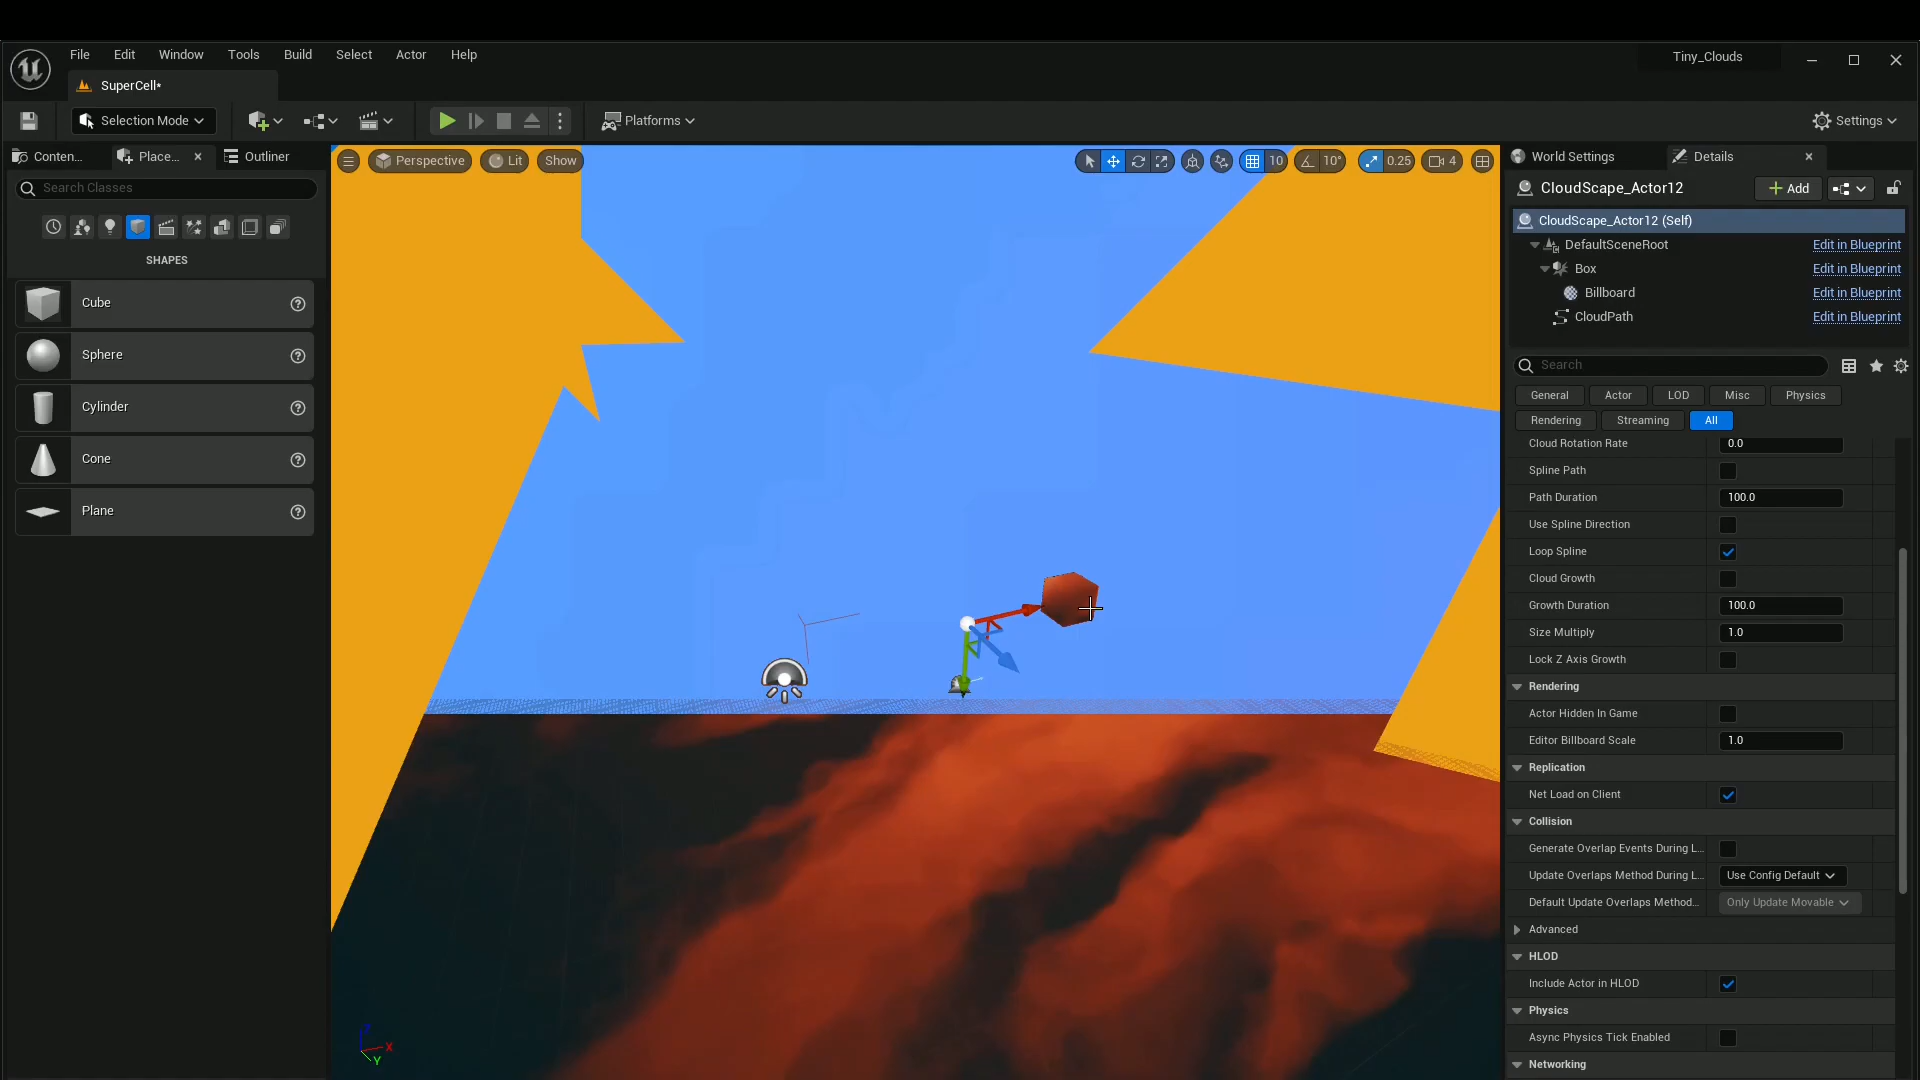 File Edit Window Tools Build Select Actor Help
Tiny_Clouds
SuperCell*
Selection Mode
Platforms
Settings
Conten...
Place...
Outliner
Search Classes
SHAPES
Cube
Sphere
Cylinder
Cone
Plane
Perspective
Lit
Show
10
10°
0.25
4
World Settings
Details
CloudScape_Actor12
Add
CloudScape_Actor12 (Self)
DefaultSceneRoot Edit in Blueprint
Box Edit in Blueprint
Billboard Edit in Blueprint
CloudPath Edit in Blueprint
Search
General Actor LOD Misc Physics
Rendering Streaming All
Cloud Rotation Rate 0.0
Spline Path
Path Duration 100.0
Use Spline Direction
Loop Spline
Cloud Growth
Growth Duration 100.0
Size Multiply 1.0
Lock Z Axis Growth
Rendering
Actor Hidden In Game
Editor Billboard Scale 1.0
Replication
Net Load on Client
Collision
Generate Overlap Events During L...
Update Overlaps Method During L... Use Config Default
Default Update Overlaps Method... Only Update Movable
Advanced
HLOD
Include Actor in HLOD
Physics
Async Physics Tick Enabled
Networking
Z
X
Y